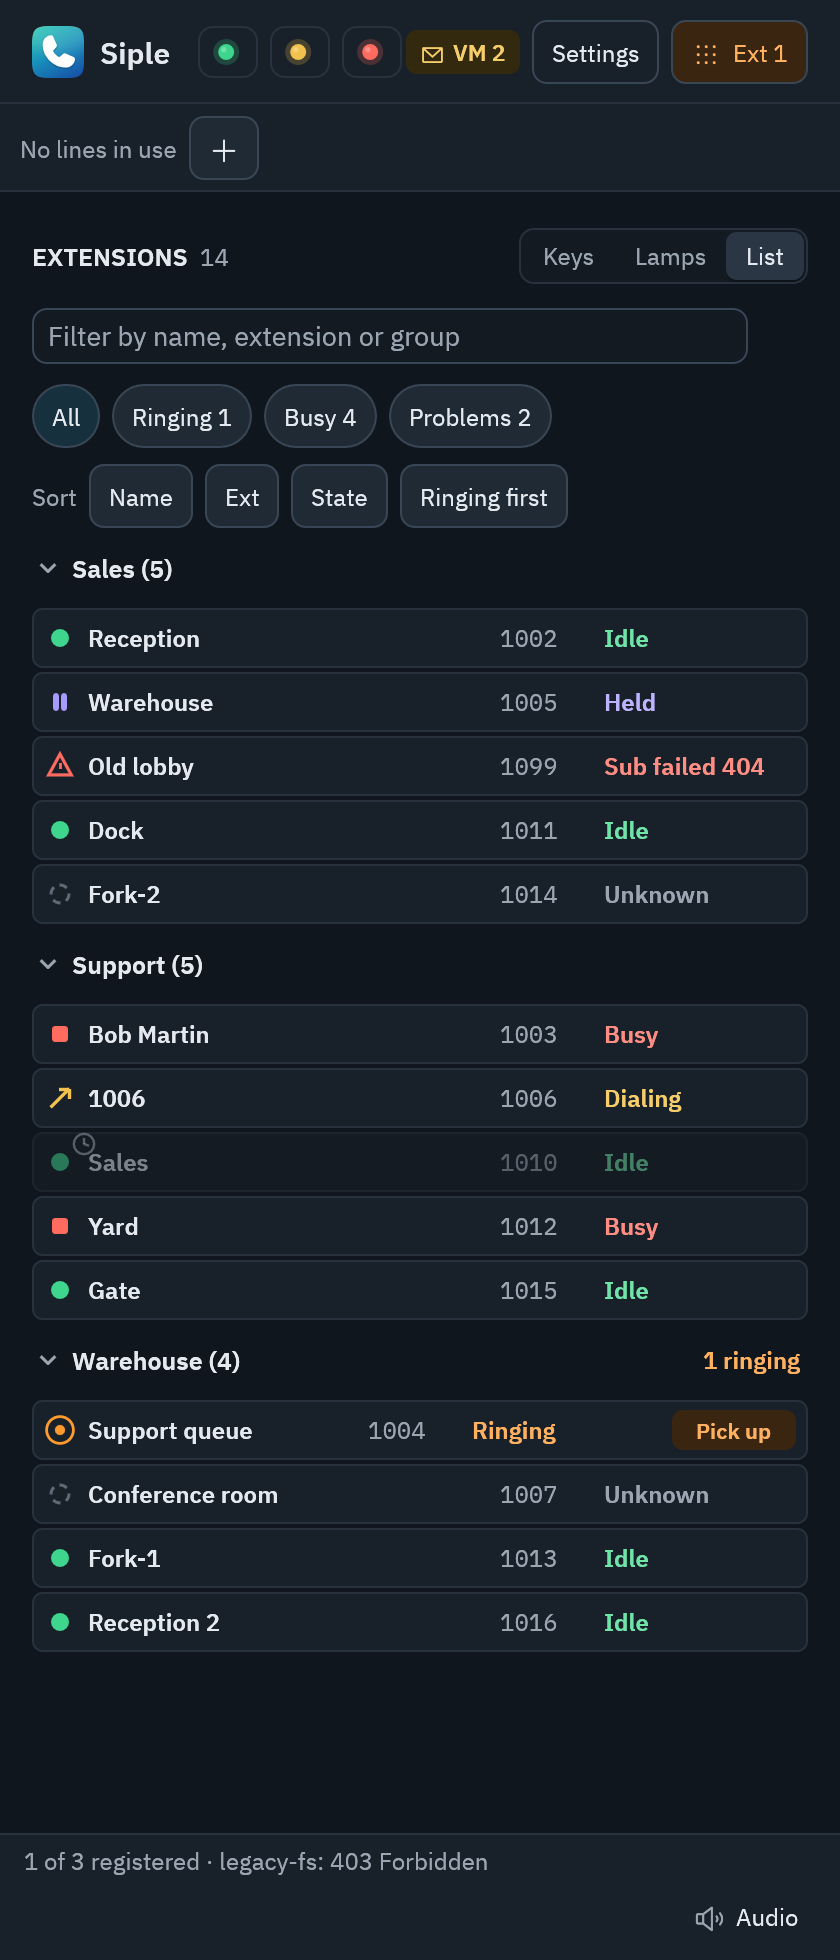 Siple
VM 2
Settings
Ext 1
No lines in use
EXTENSIONS 14
Keys
Lamps
List
Filter by name, extension or group
All
Ringing 1
Busy 4
Problems 2
Sort
Name
Ext
State
Ringing first
Sales (5)
Reception 1002 Idle
Warehouse 1005 Held
Old lobby 1099 Sub failed 404
Dock 1011 Idle
Fork-2 1014 Unknown
Support (5)
Bob Martin 1003 Busy
1006 1006 Dialing
Sales 1010 Idle
Yard 1012 Busy
Gate 1015 Idle
Warehouse (4) 1 ringing
Support queue 1004 Ringing Pick up
Conference room 1007 Unknown
Fork-1 1013 Idle
Reception 2 1016 Idle
1 of 3 registered · legacy-fs: 403 Forbidden
Audio